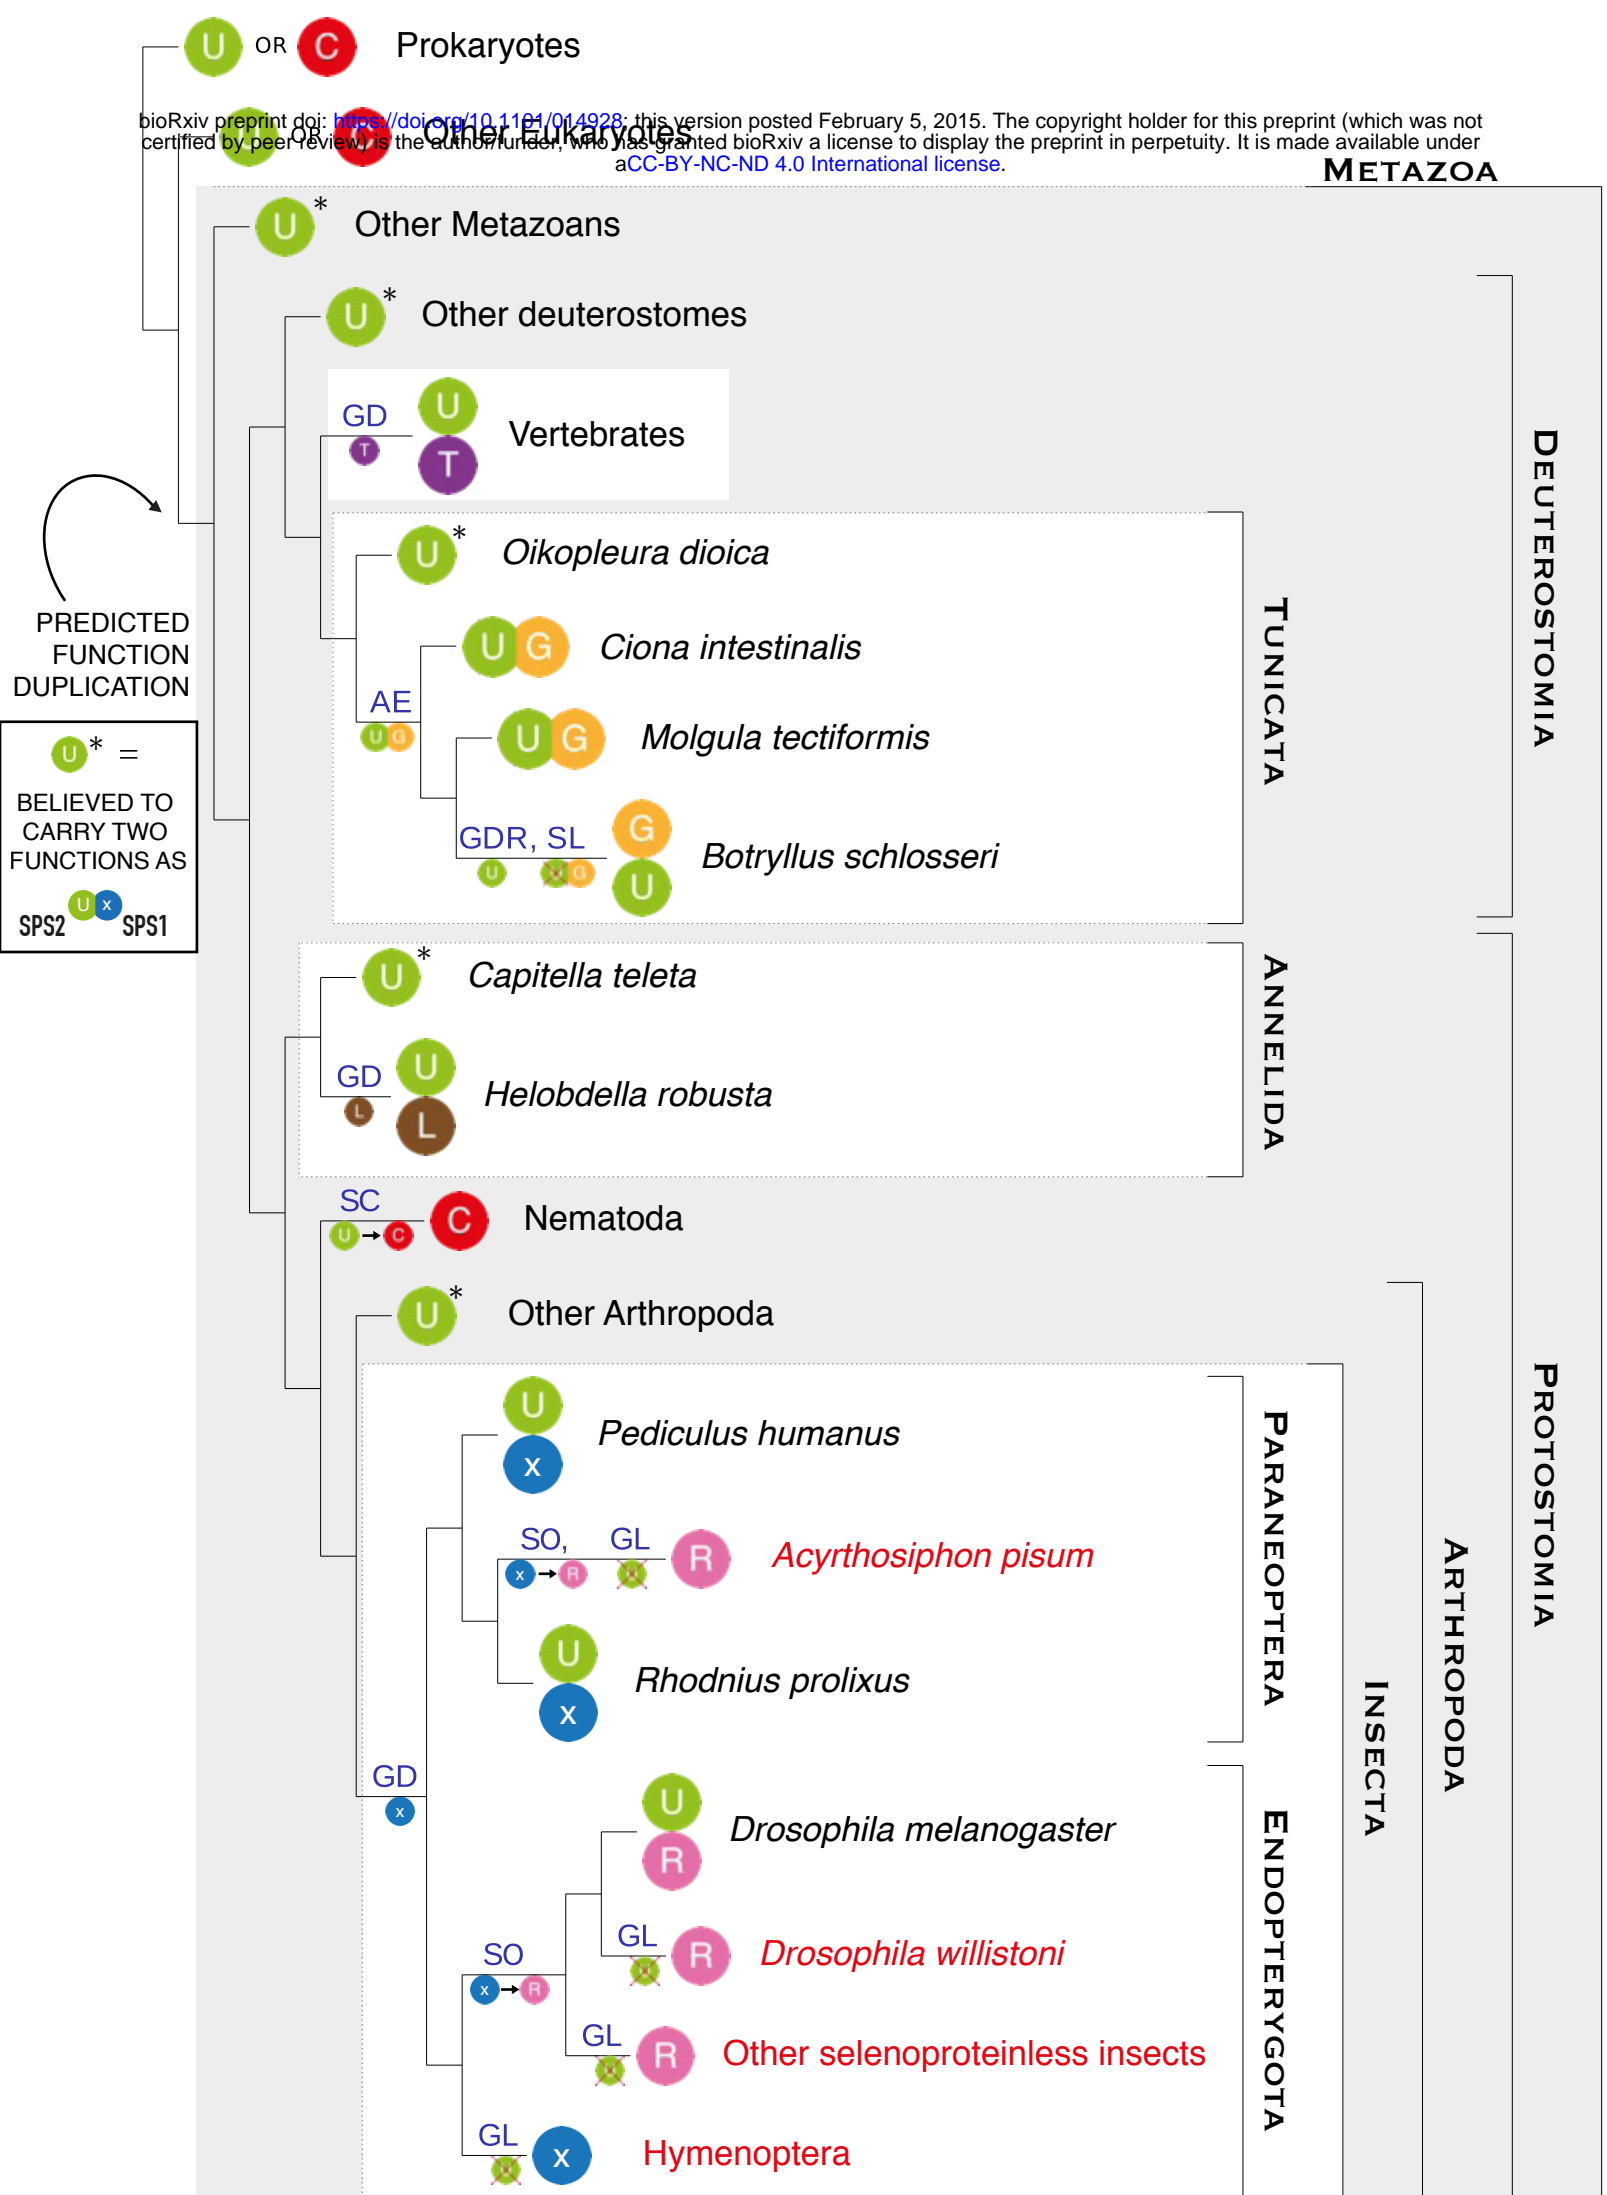 U OR C Prokaryotes
bioRxiv preprint doi: https://doi.org/10.1101/014928; this version posted February 5, 2015. The copyright holder for this preprint (which was not
certified by peer review) is the author/funder, who has granted bioRxiv a license to display the preprint in perpetuity. It is made available under
aCC-BY-NC-ND 4.0 International license.
U OR C Other Eukaryotes
METAZOA
U* Other Metazoans
U* Other deuterostomes
GD
T
U
T
Vertebrates
U* Oikopleura dioica
UG Ciona intestinalis
AE
UG
UG Molgula tectiformis
GDR, SL
U UG
G
U
Botryllus schlosseri
TUNICATA
DEUTEROSTOMIA
PREDICTED
FUNCTION
DUPLICATION
U* =
BELIEVED TO
CARRY TWO
FUNCTIONS AS
SPS2 U x SPS1
U* Capitella teleta
GD
L
U
L
Helobdella robusta
ANNELIDA
SC
U→C
C Nematoda
U* Other Arthropoda
U
x
Pediculus humanus
SO, GL
x→R U
R Acyrthosiphon pisum
U
x
Rhodnius prolixus
PARANEOPTERA
GD
x
U
R
Drosophila melanogaster
GL
U
R Drosophila willistoni
SO
x→R
GL
U
R Other selenoproteinless insects
GL
U
x Hymenoptera
ENDOPTERYGOTA
INSECTA
ARTHROPODA
PROTOSTOMIA